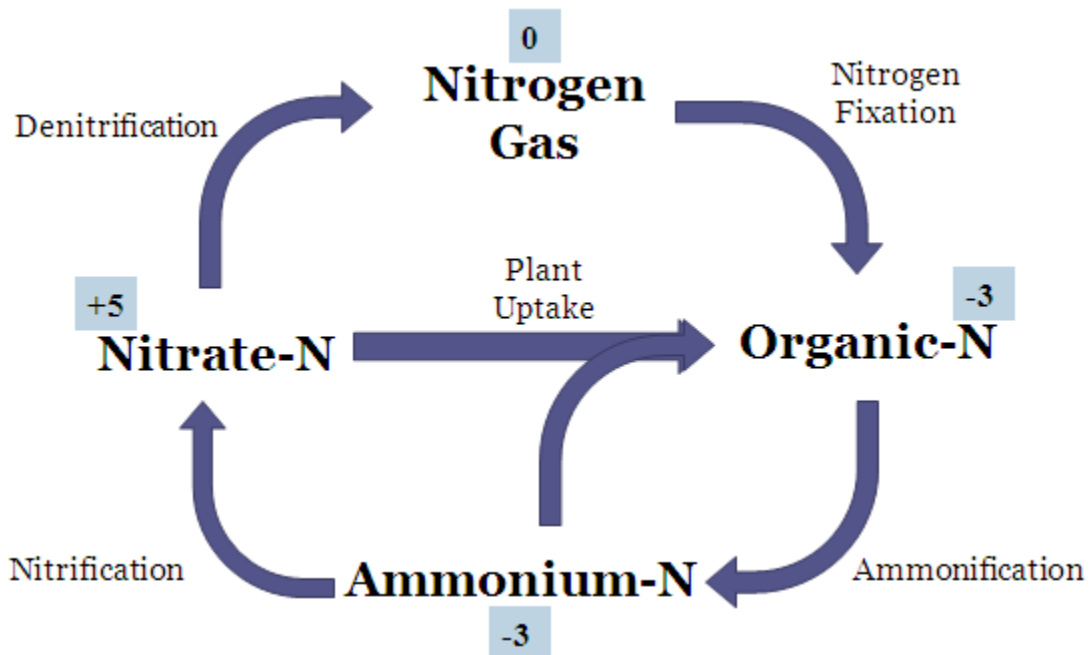 0
Nitrogen
Gas
Nitrogen
Fixation
Denitrification
Plant
Uptake
+5
Nitrate-N
-3
Organic-N
Nitrification
Ammonium-N
-3
Ammonification